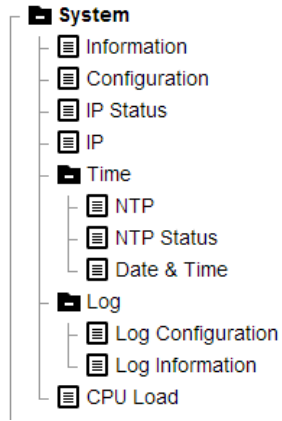 System
Information
Configuration
IP Status
IP
Time
NTP
NTP Status
Date & Time
Log
Log Configuration
Log Information
CPU Load